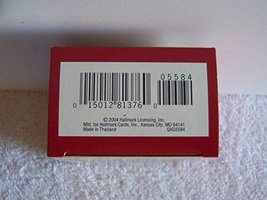 05584
0 15012 81376
© 2004 Hallmark Licensing, Inc.
Mfd. for Hallmark Cards, Inc., Kansas City, MO 64141
Made in Thailand QXG5584